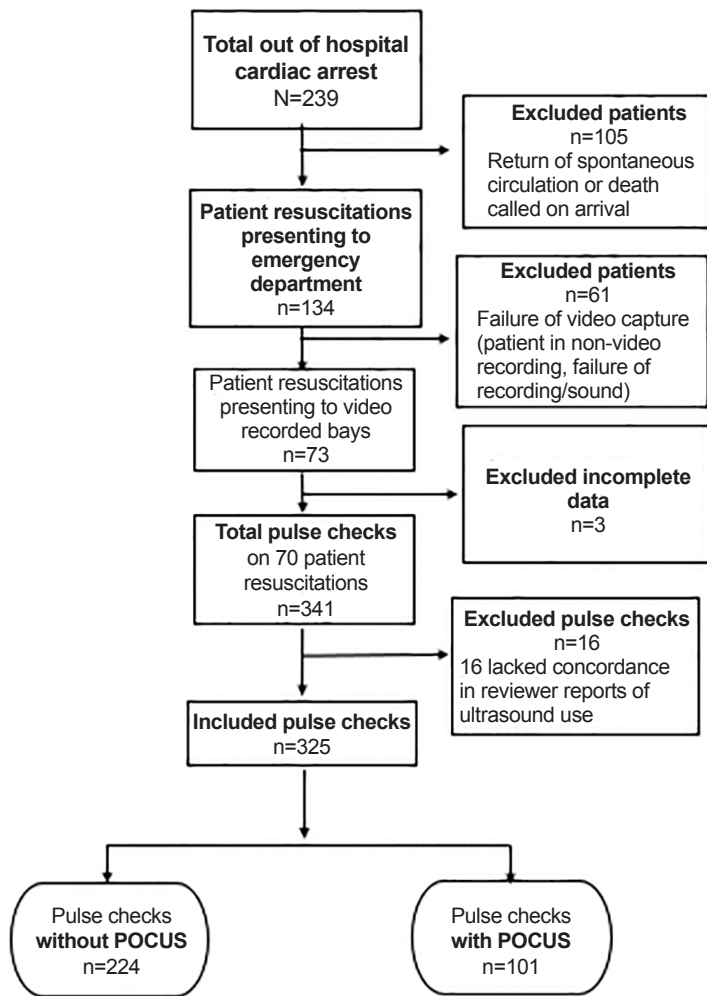 Total out of hospital
cardiac arrest
N=239
Excluded patients
n=105
Return of spontaneous
circulation or death
called on arrival
Patient resuscitations
presenting to
emergency
department
n=134
Excluded patients
n=61
Failure of video capture
(patient in non-video
recording, failure of
recording/sound)
Patient resuscitations
presenting to video
recorded bays
n=73
Excluded incomplete
data
n=3
Total pulse checks
on 70 patient
resuscitations
n=341
Excluded pulse checks
n=16
16 lacked concordance
in reviewer reports of
ultrasound use
Included pulse checks
n=325
Pulse checks
without POCUS
n=224
Pulse checks
with POCUS
n=101